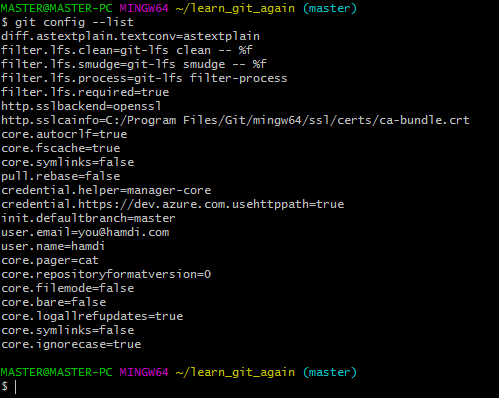 MASTER@MASTER-PC MINGW64 ~/learn_git_again (master)
$ git config --list
diff.astextplain.textconv=astextplain
filter.lfs.clean=git-lfs clean -- %f
filter.lfs.smudge=git-lfs smudge -- %f
filter.lfs.process=git-lfs filter-process
filter.lfs.required=true
http.sslbackend=openssl
http.sslcainfo=C:/Program Files/Git/mingw64/ssl/certs/ca-bundle.crt
core.autocrlf=true
core.fscache=true
core.symlinks=false
pull.rebase=false
credential.helper=manager-core
credential.https://dev.azure.com.usehttppath=true
init.defaultbranch=master
user.email=you@hamdi.com
user.name=hamdi
core.pager=cat
core.repositoryformatversion=0
core.filemode=false
core.bare=false
core.logallrefupdates=true
core.symlinks=false
core.ignorecase=true
MASTER@MASTER-PC MINGW64 ~/learn_git_again (master)
$